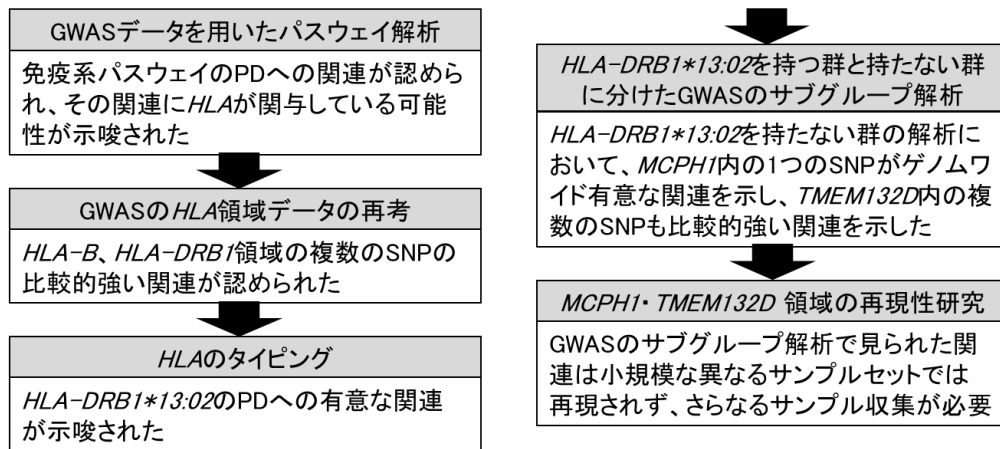 GWASデータを用いたパスウェイ解析
免疫系パスウェイのPDへの関連が認めら
れ、その関連にHLAが関与している可能
性が示唆された
GWASのHLA領域データの再考
HLA-B、HLA-DRB1領域の複数のSNPの
比較的強い関連が認められた
HLAのタイピング
HLA-DRB1*13:02のPDへの有意な関連
が示唆された
HLA-DRB1*13:02を持つ群と持たない群
に分けたGWASのサブグループ解析
HLA-DRB1*13:02を持たない群の解析に
おいて、MCPH1内の1つのSNPがゲノムワ
イド有意な関連を示し、TMEM132D内の複
数のSNPも比較的強い関連を示した
MCPH1・TMEM132D 領域の再現性研究
GWASのサブグループ解析で見られた関
連は小規模な異なるサンプルセットでは
再現されず、さらなるサンプル収集が必要